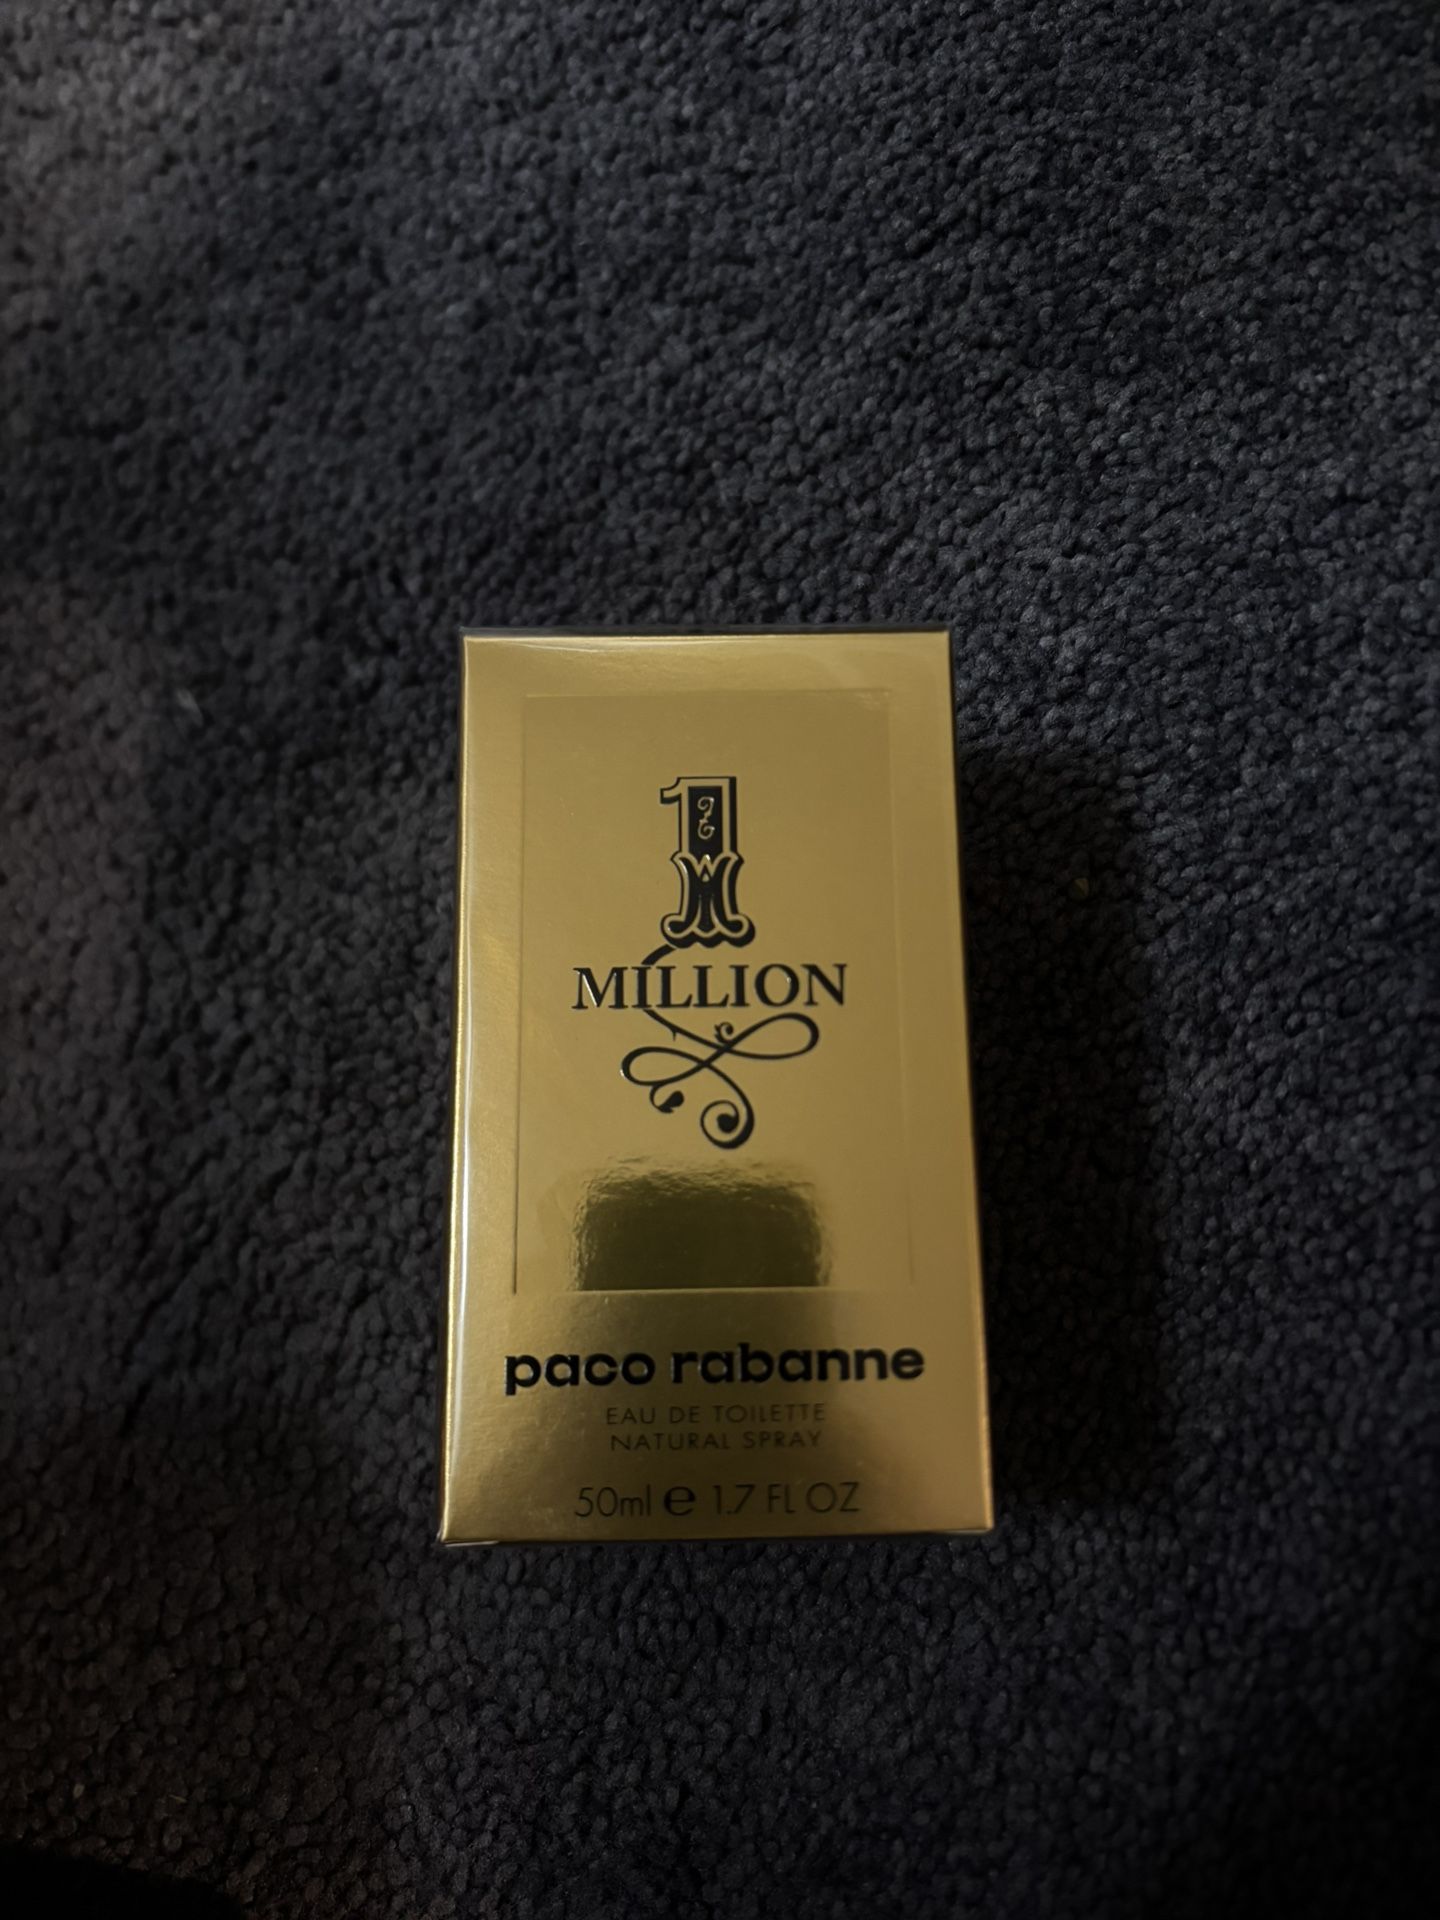 1
MILLION
paco rabanne
EAU DE TOILETTE
NATURAL SPRAY
50ml e 1.7 FL OZ